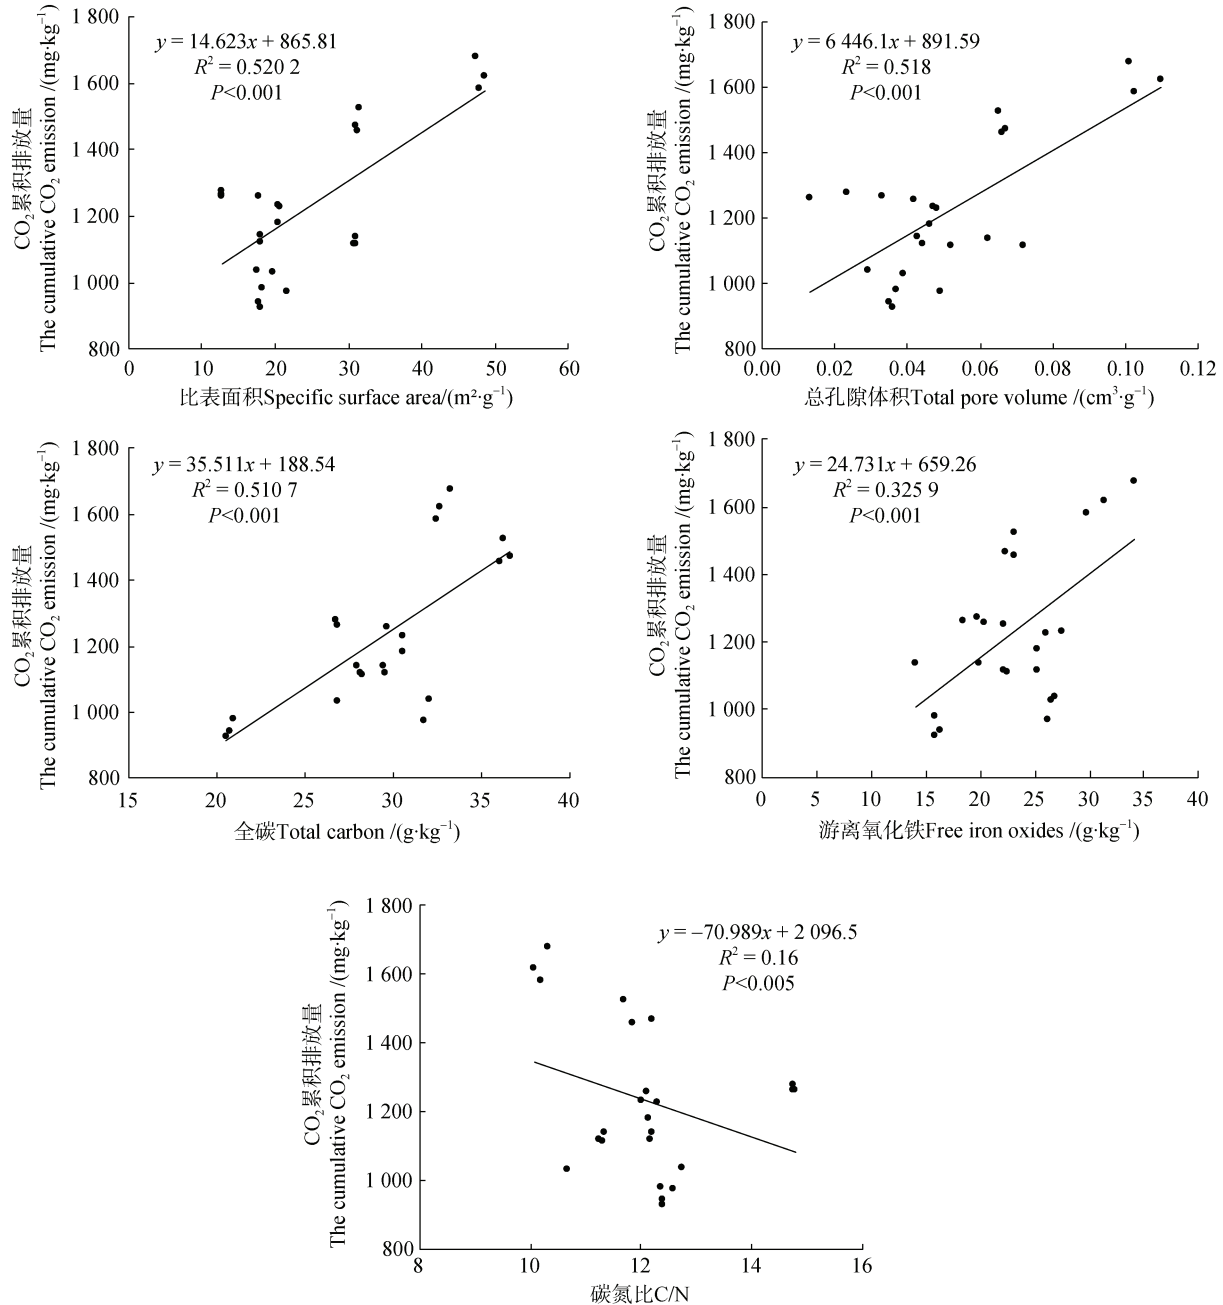 CO₂累积排放量
The cumulative CO₂ emission /(mg·kg⁻¹)
1 800
1 600
1 400
1 200
1 000
800
y = 14.623x + 865.81
R² = 0.520 2
P<0.001
0
10
20
30
40
50
60
比表面积Specific surface area/(m²·g⁻¹)
CO₂累积排放量
The cumulative CO₂ emission /(mg·kg⁻¹)
1 800
1 600
1 400
1 200
1 000
800
y = 6 446.1x + 891.59
R² = 0.518
P<0.001
0.00
0.02
0.04
0.06
0.08
0.10
0.12
总孔隙体积Total pore volume /(cm³·g⁻¹)
CO₂累积排放量
The cumulative CO₂ emission /(mg·kg⁻¹)
1 800
1 600
1 400
1 200
1 000
800
y = 35.511x + 188.54
R² = 0.510 7
P<0.001
15
20
25
30
35
40
全碳Total carbon /(g·kg⁻¹)
CO₂累积排放量
The cumulative CO₂ emission /(mg·kg⁻¹)
1 800
1 600
1 400
1 200
1 000
800
y = 24.731x + 659.26
R² = 0.325 9
P<0.001
0
5
10
15
20
25
30
35
40
游离氧化铁Free iron oxides /(g·kg⁻¹)
CO₂累积排放量
The cumulative CO₂ emission /(mg·kg⁻¹)
1 800
1 600
1 400
1 200
1 000
800
y = −70.989x + 2 096.5
R² = 0.16
P<0.005
8
10
12
14
16
碳氮比C/N